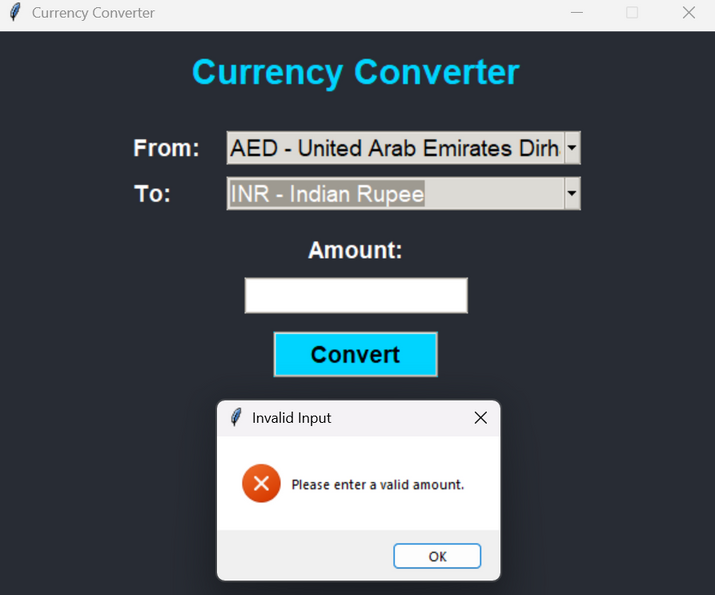 Currency Converter
Currency Converter
From:
AED - United Arab Emirates Dirh
To:
INR - Indian Rupee
Amount:
Convert
Invalid Input
Please enter a valid amount.
OK